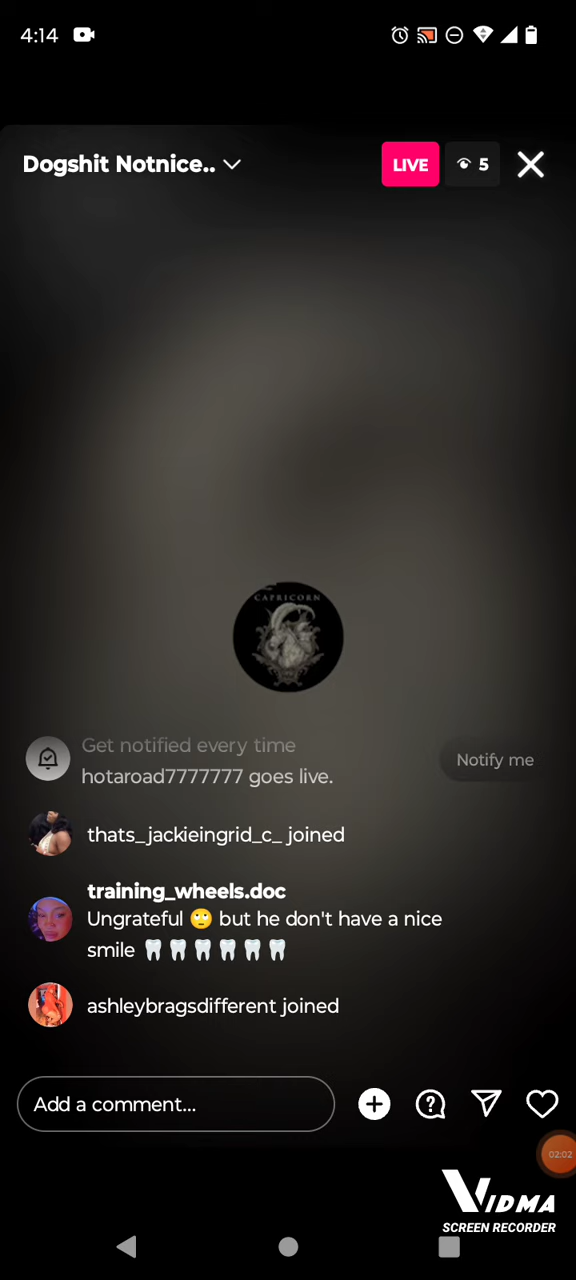 4:14
Dogshit Notnice..
LIVE
5
CAPRICORN
Get notified every time
hotaroad7777777 goes live.
Notify me
thats_jackieingrid_c_ joined
training_wheels.doc
Ungrateful 🙄 but he don't have a nice
smile 🦷🦷🦷🦷🦷🦷
ashleybragsdifferent joined
Add a comment...
02:02
VIDMA
SCREEN RECORDER